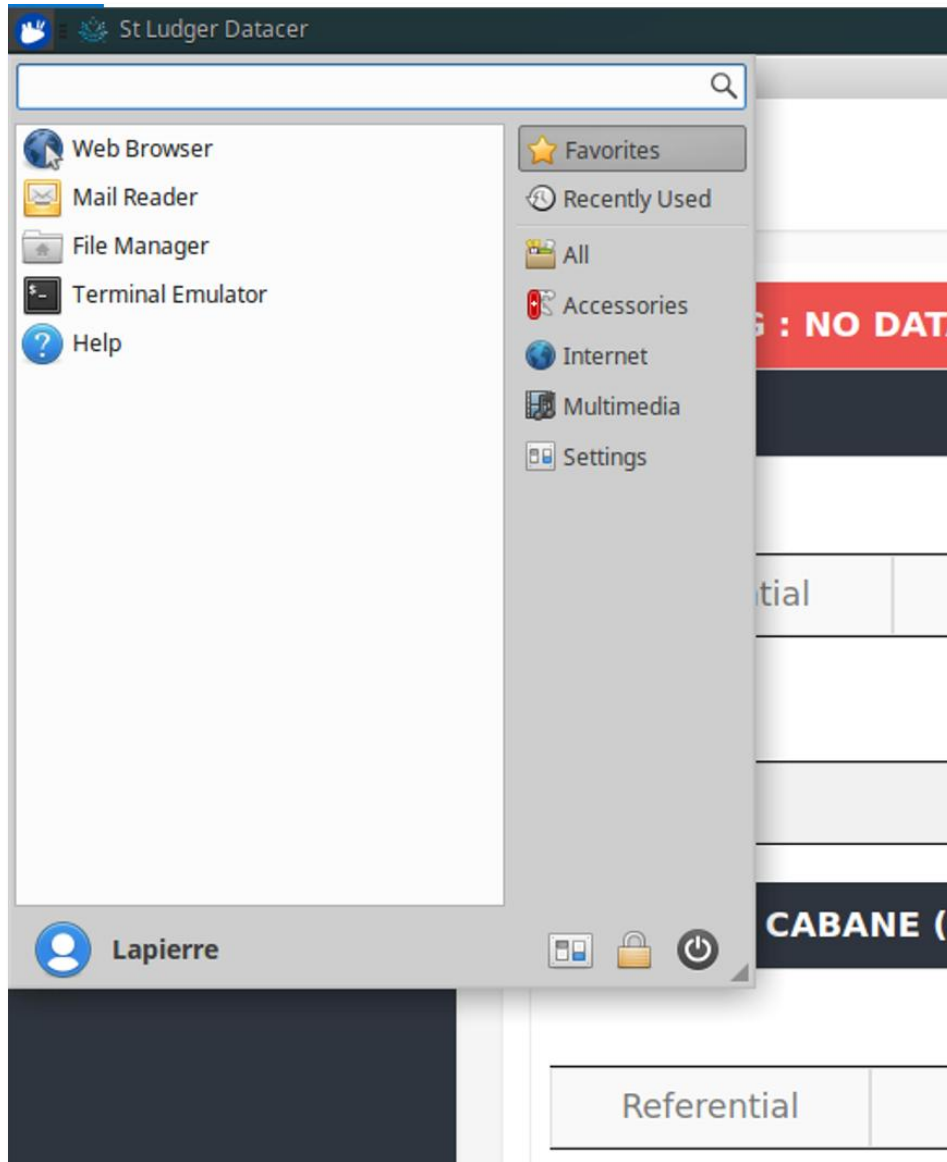 St Ludger Datacer
Web Browser
Mail Reader
File Manager
Terminal Emulator
Help
Favorites
Recently Used
All
Accessories
Internet
Multimedia
Settings
Lapierre
: NO DAT
tial
CABANE (
Referential